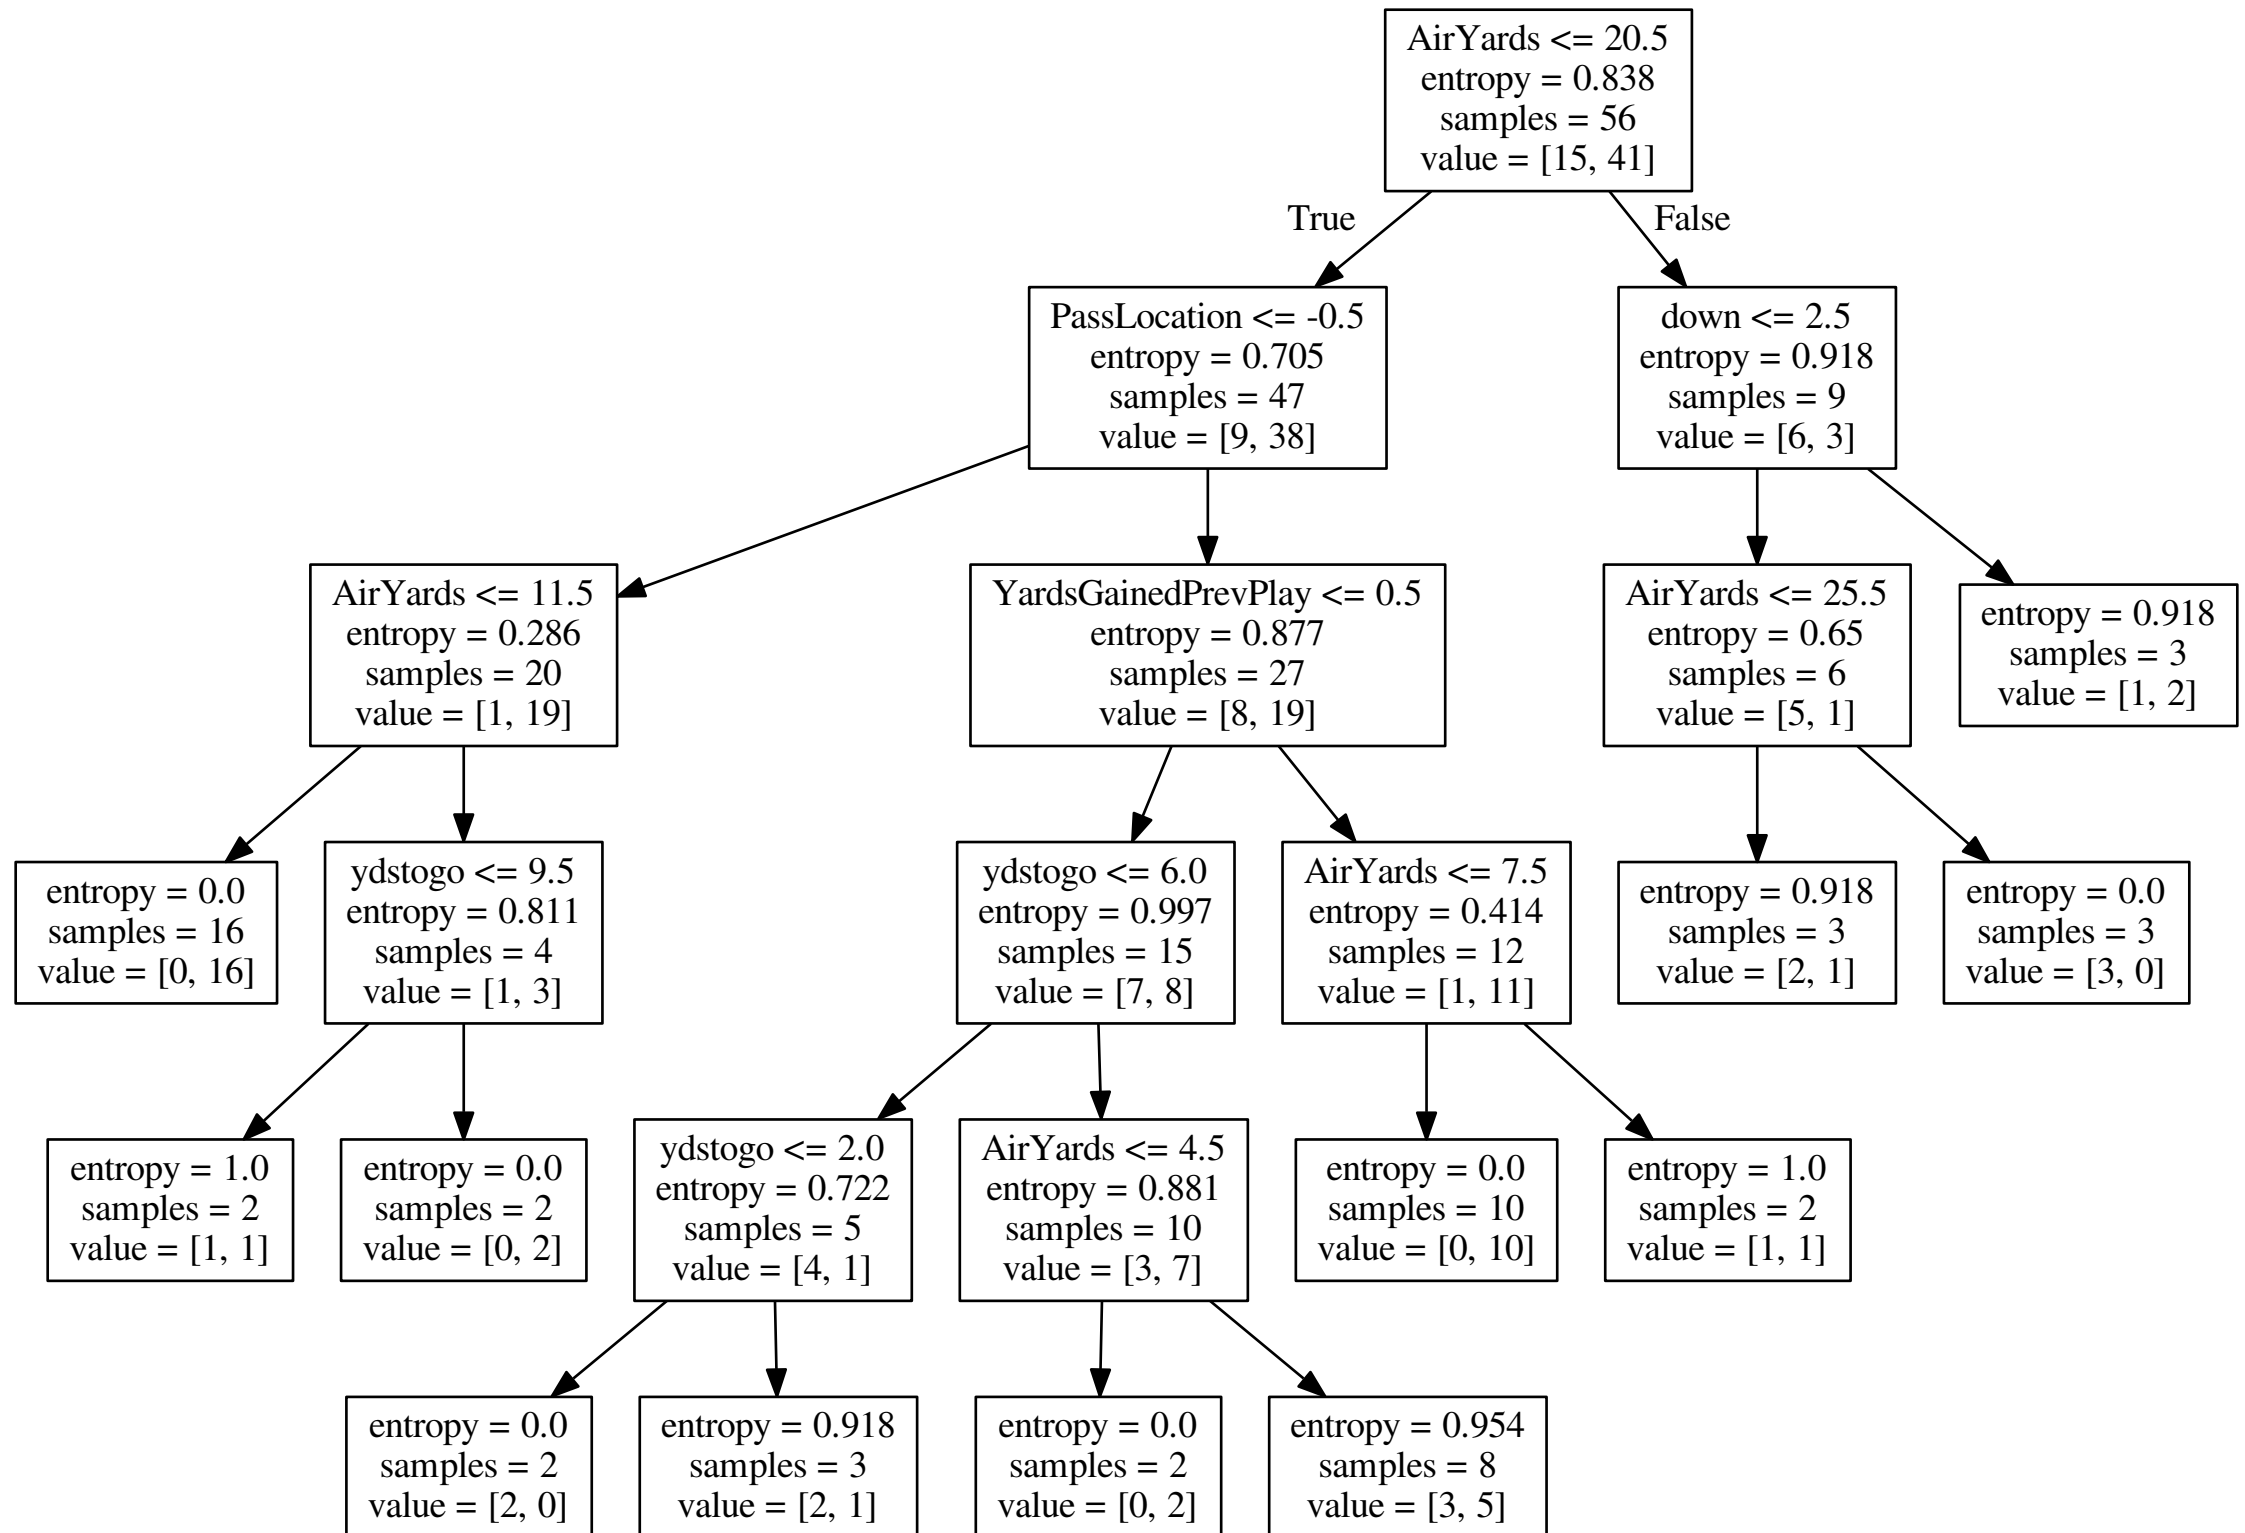 AirYards <= 20.5
entropy = 0.838
samples = 56
value = [15, 41]
True
False
PassLocation <= -0.5
entropy = 0.705
samples = 47
value = [9, 38]
down <= 2.5
entropy = 0.918
samples = 9
value = [6, 3]
AirYards <= 11.5
entropy = 0.286
samples = 20
value = [1, 19]
YardsGainedPrevPlay <= 0.5
entropy = 0.877
samples = 27
value = [8, 19]
AirYards <= 25.5
entropy = 0.65
samples = 6
value = [5, 1]
entropy = 0.918
samples = 3
value = [1, 2]
entropy = 0.0
samples = 16
value = [0, 16]
ydstogo <= 9.5
entropy = 0.811
samples = 4
value = [1, 3]
ydstogo <= 6.0
entropy = 0.997
samples = 15
value = [7, 8]
AirYards <= 7.5
entropy = 0.414
samples = 12
value = [1, 11]
entropy = 0.918
samples = 3
value = [2, 1]
entropy = 0.0
samples = 3
value = [3, 0]
entropy = 1.0
samples = 2
value = [1, 1]
entropy = 0.0
samples = 2
value = [0, 2]
ydstogo <= 2.0
entropy = 0.722
samples = 5
value = [4, 1]
AirYards <= 4.5
entropy = 0.881
samples = 10
value = [3, 7]
entropy = 0.0
samples = 10
value = [0, 10]
entropy = 1.0
samples = 2
value = [1, 1]
entropy = 0.0
samples = 2
value = [2, 0]
entropy = 0.918
samples = 3
value = [2, 1]
entropy = 0.0
samples = 2
value = [0, 2]
entropy = 0.954
samples = 8
value = [3, 5]